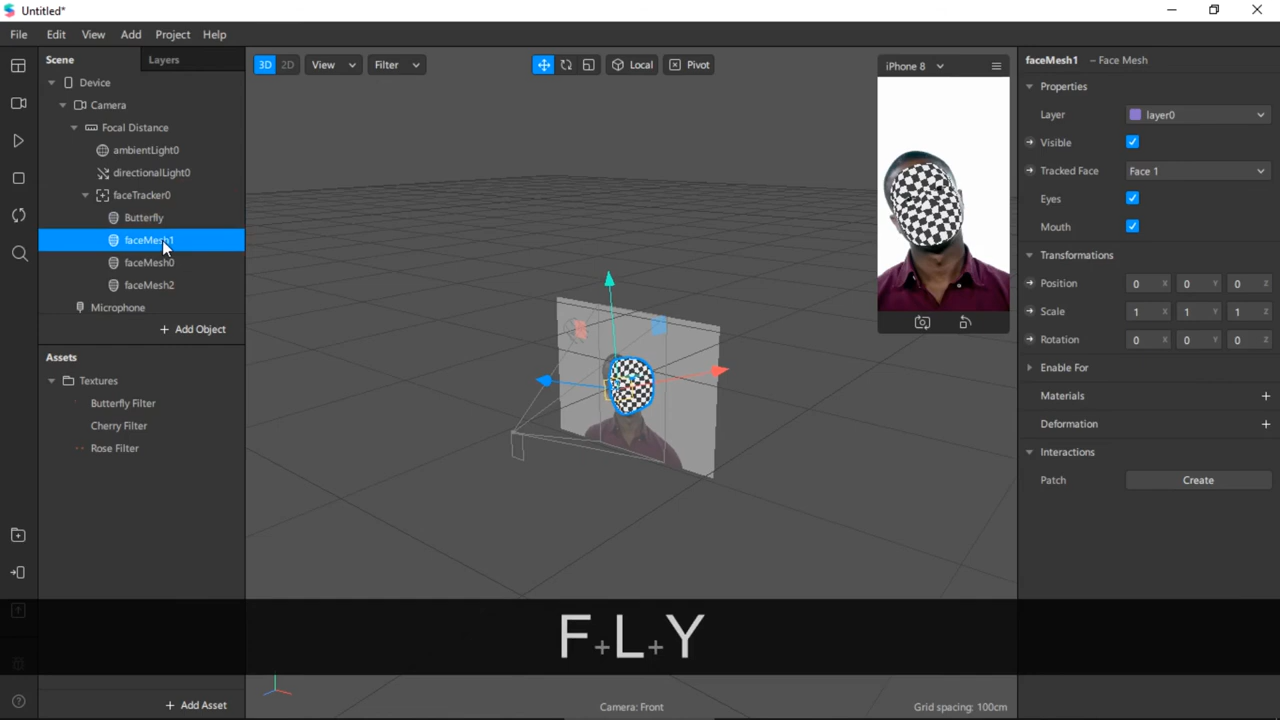 Untitled*
File Edit View Add Project Help
Scene Layers
Device
Camera
Focal Distance
ambientLight0
directionalLight0
faceTracker0
Butterfly
faceMesh1
faceMesh0
faceMesh2
Microphone
+ Add Object
Assets
Textures
Butterfly Filter
Cherry Filter
Rose Filter
+ Add Asset
3D 2D View Filter Local Pivot
iPhone 8
F+L+Y
Camera: Front
Grid spacing: 100cm
faceMesh1 – Face Mesh
Properties
Layer layer0
Visible
Tracked Face Face 1
Eyes
Mouth
Transformations
Position 0 X 0 Y 0 Z
Scale 1 X 1 Y 1 Z
Rotation 0 X 0 Y 0 Z
Enable For
Materials +
Deformation +
Interactions
Patch Create